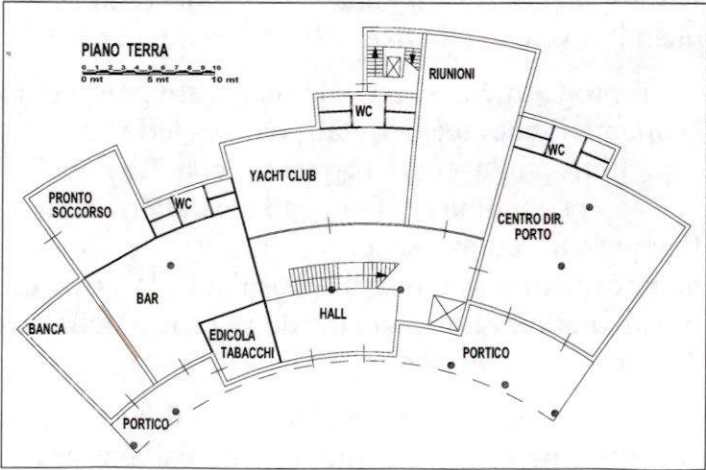 PIANO TERRA
0 1 2 3 4 5 6 7 8 9 10
0 mt 5 mt 10 mt
RIUNIONI
WC
WC
YACHT CLUB
PRONTO
SOCCORSO
WC
CENTRO DIR.
PORTO
BAR
HALL
BANCA
EDICOLA
TABACCHI
PORTICO
PORTICO